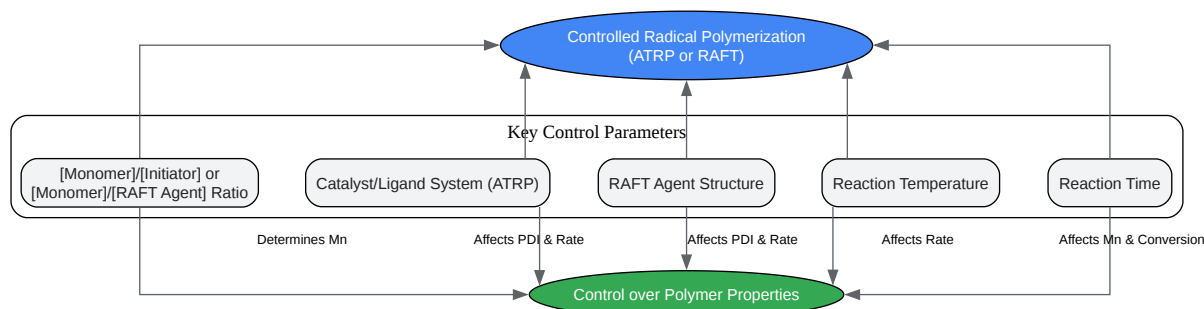 Controlled Radical Polymerization
(ATRP or RAFT)
Key Control Parameters
[Monomer]/[Initiator] or
[Monomer]/[RAFT Agent] Ratio
Catalyst/Ligand System (ATRP)
RAFT Agent Structure
Reaction Temperature
Reaction Time
Determines Mn
Affects PDI & Rate
Affects PDI & Rate
Affects Rate
Affects Mn & Conversion
Control over Polymer Properties